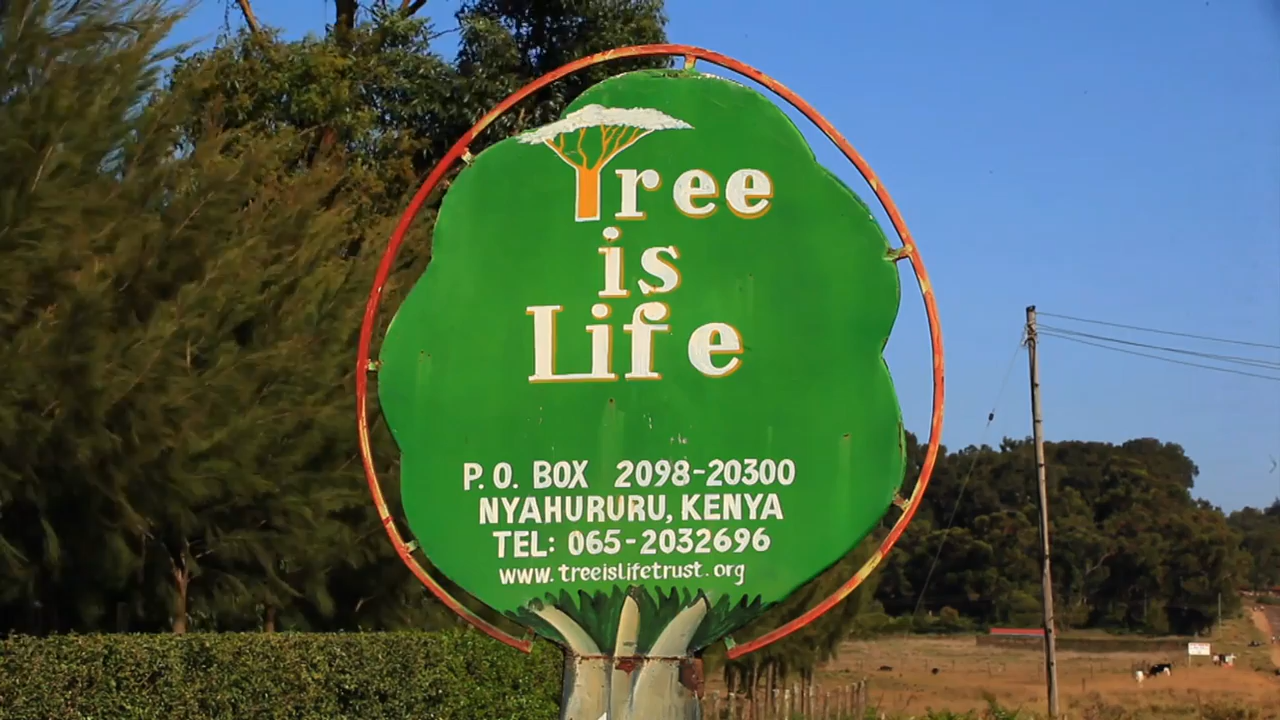 Tree
is
Life
P.O. BOX 2098-20300
NYAHURURU, KENYA
TEL: 065-2032696
www.treeislifetrust.org